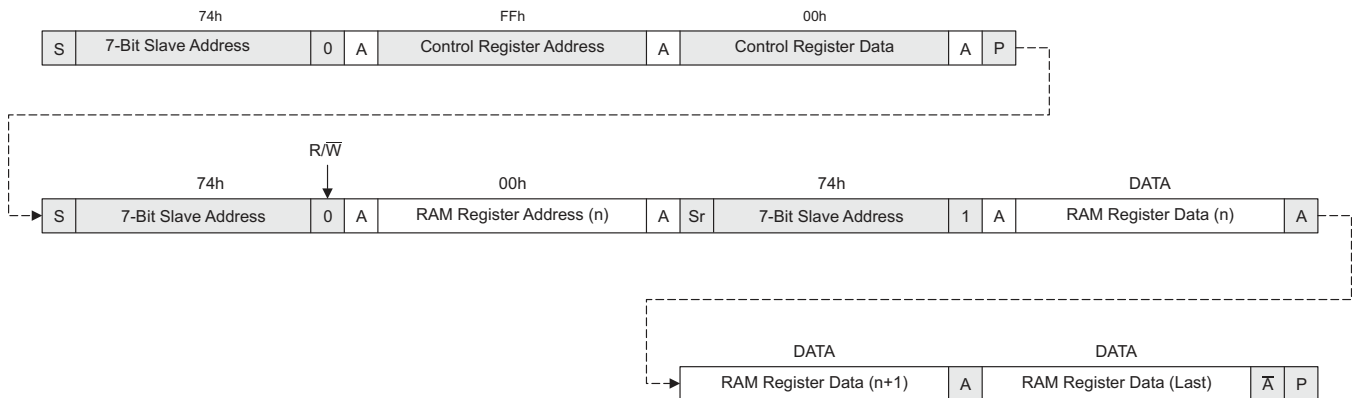 74h FFh 00h
S 7-Bit Slave Address 0 A Control Register Address A Control Register Data A P
R/W̅
74h 00h 74h DATA
S 7-Bit Slave Address 0 A RAM Register Address (n) A Sr 7-Bit Slave Address 1 A RAM Register Data (n) A
DATA DATA
RAM Register Data (n+1) A RAM Register Data (Last) A̅ P